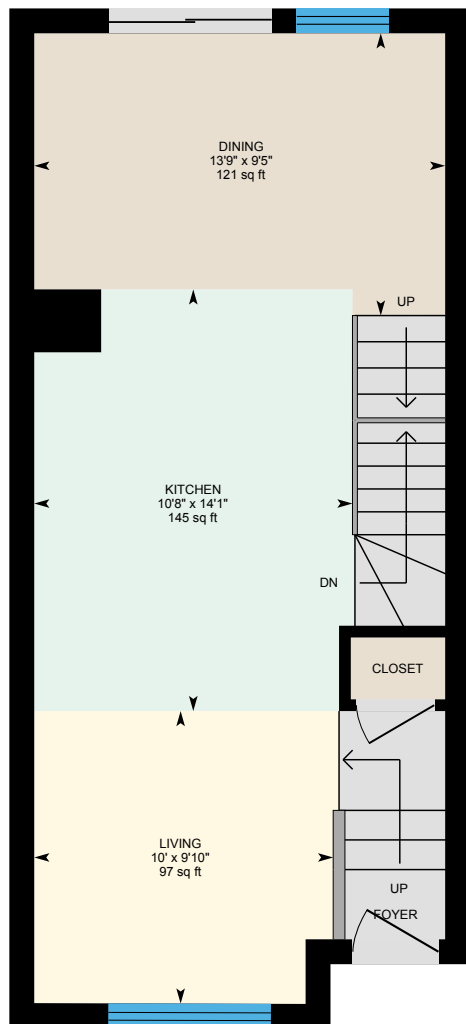 DINING
13'9" x 9'5"
121 sq ft
UP
KITCHEN
10'8" x 14'1"
145 sq ft
DN
CLOSET
LIVING
10' x 9'10"
97 sq ft
UP
FOYER